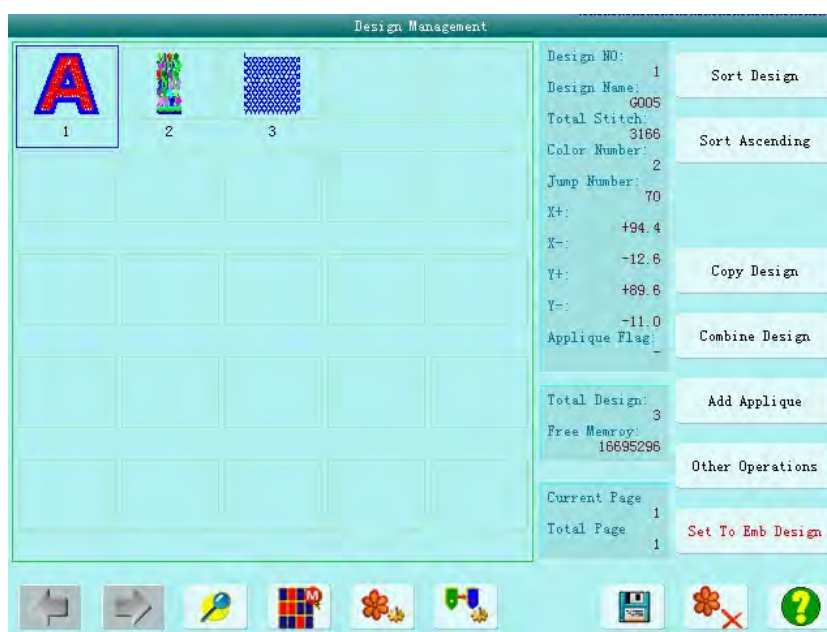 Design Management
1
2
3
Design NO:
1
Design Name:
G005
Total Stitch:
3166
Color Number:
2
Jump Number:
70
X+:
+94.4
X-:
-12.6
Y+:
+89.6
Y-:
-11.0
Applique Flag:
-
Total Design:
3
Free Memroy:
16695296
Current Page
1
Total Page
1
Sort Design
Sort Ascending
Copy Design
Combine Design
Add Applique
Other Operations
Set To Emb Design
M
?